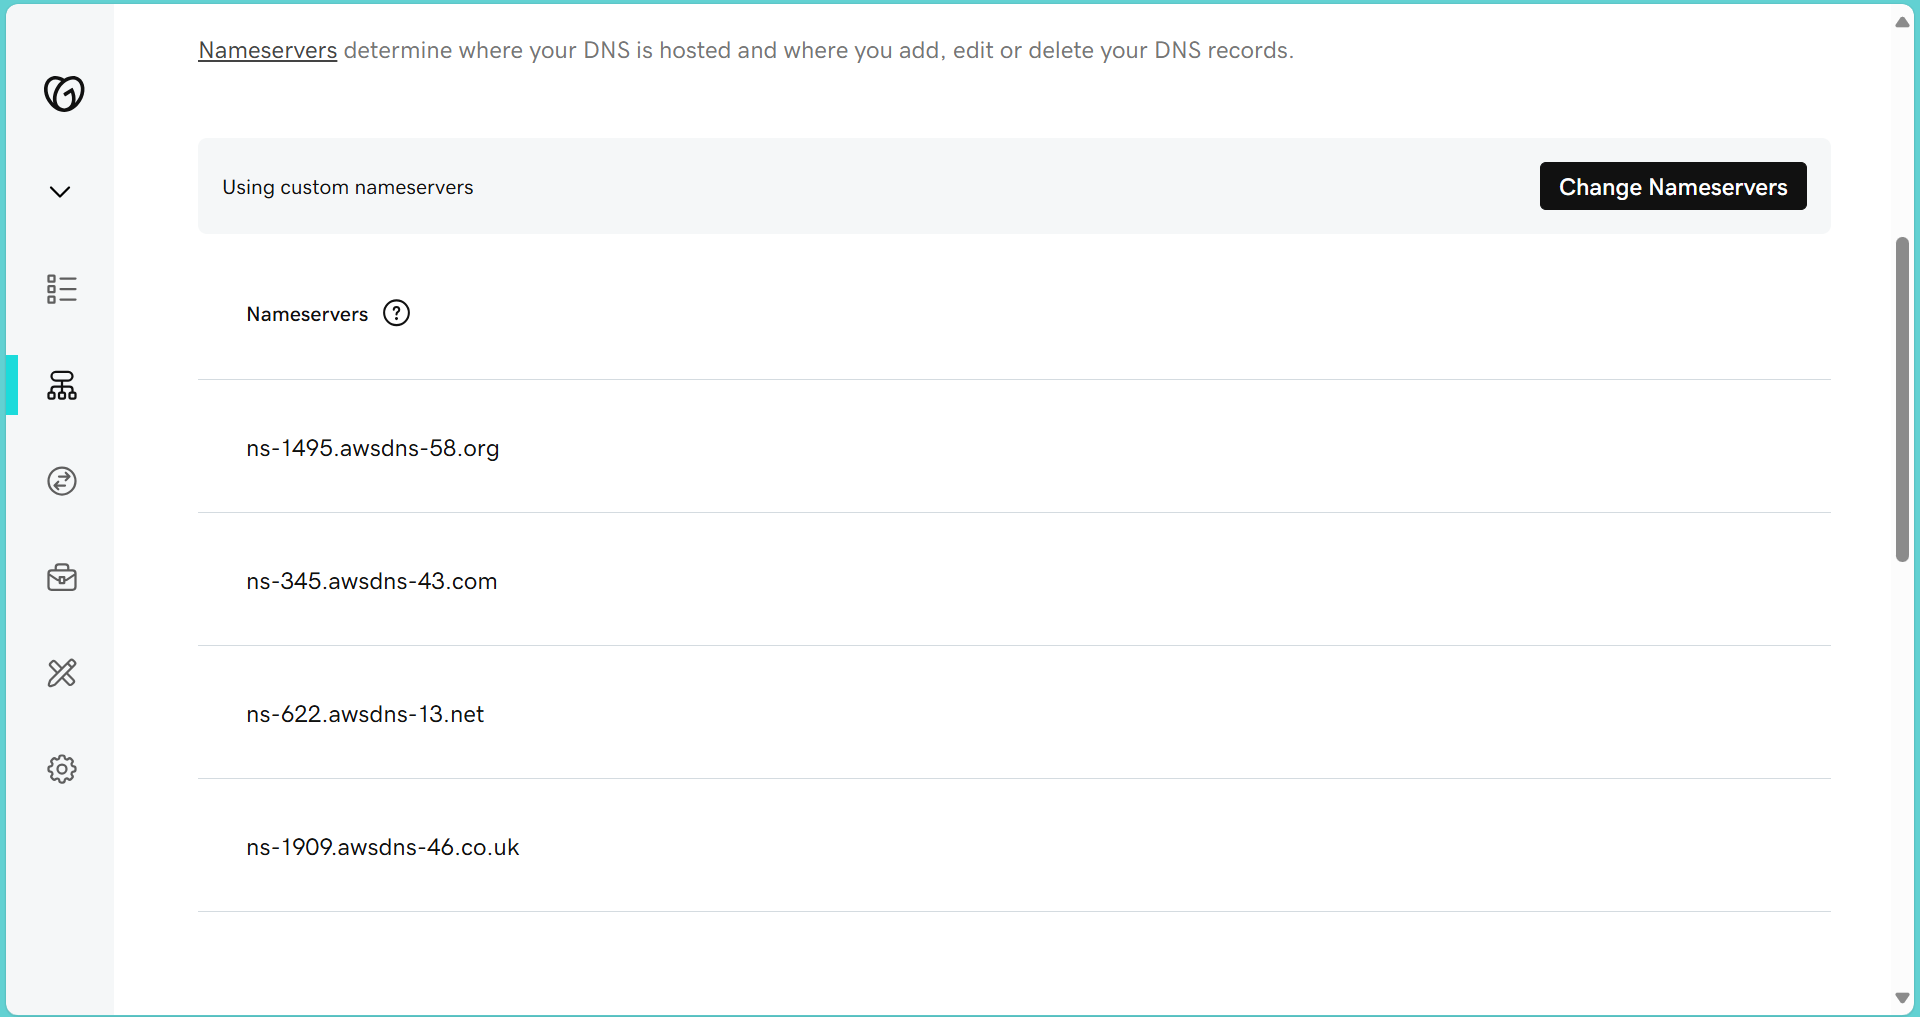 Nameservers determine where your DNS is hosted and where you add, edit or delete your DNS records.
Using custom nameservers
Change Nameservers
Nameservers ?
ns-1495.awsdns-58.org
ns-345.awsdns-43.com
ns-622.awsdns-13.net
ns-1909.awsdns-46.co.uk